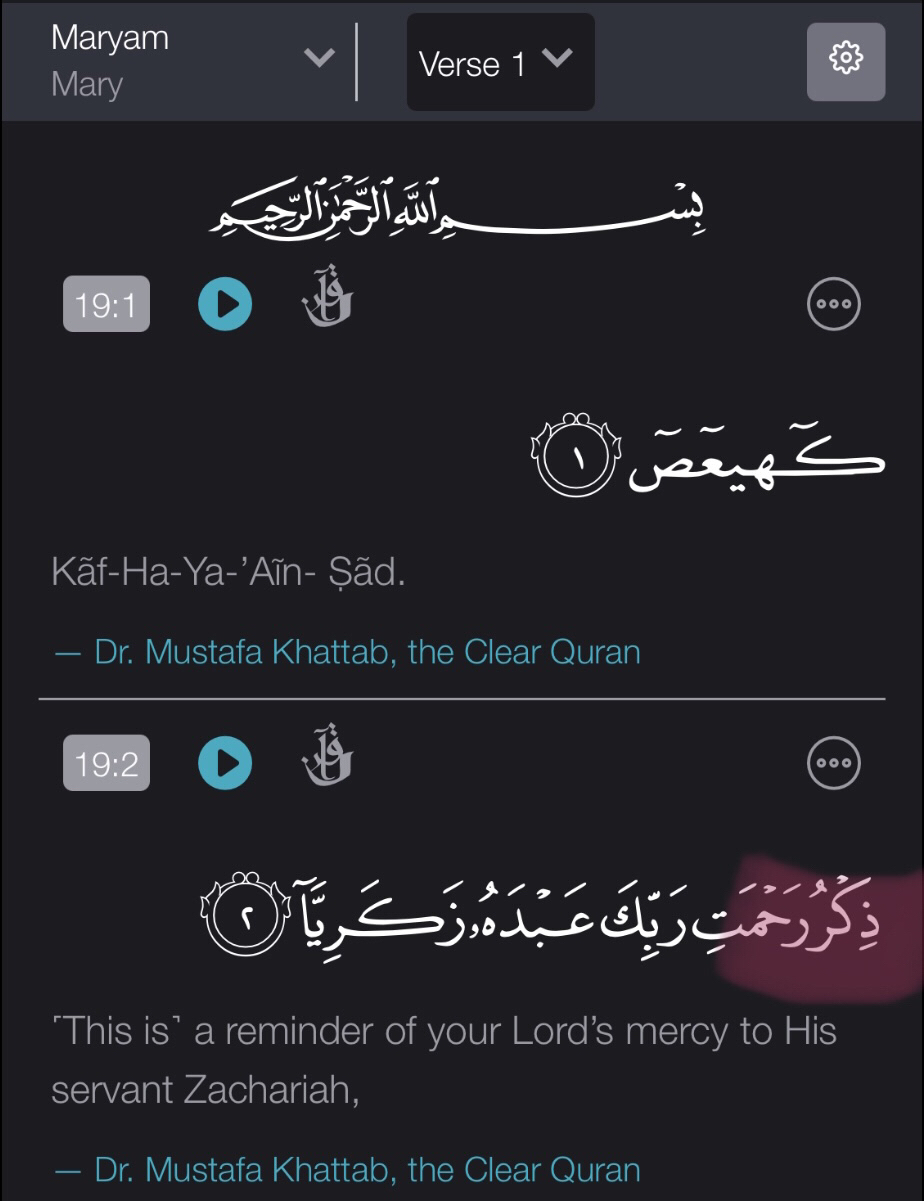 Maryam
Mary
Verse 1
بِسْمِ ٱللَّهِ ٱلرَّحْمَٰنِ ٱلرَّحِيمِ
19:1
كٓهيعٓصٓ ١
Kãf-Ha-Ya-’Aĩn- Ṣãd.
— Dr. Mustafa Khattab, the Clear Quran
19:2
ذِكْرُ رَحْمَتِ رَبِّكَ عَبْدَهُۥ زَكَرِيَّآ ٢
˹This is˺ a reminder of your Lord’s mercy to His
servant Zachariah,
— Dr. Mustafa Khattab, the Clear Quran